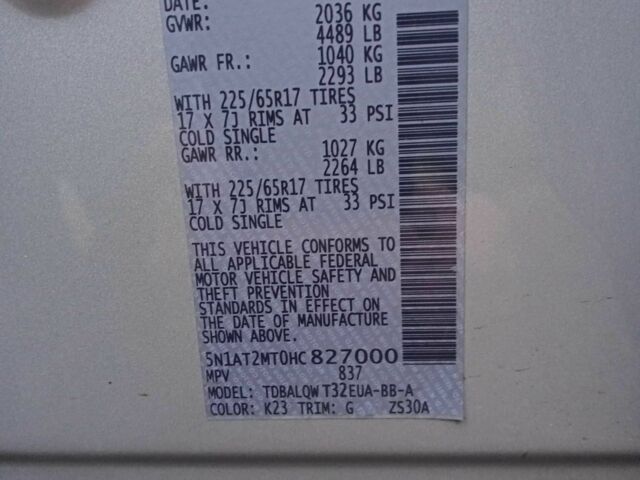 DATE:
GVWR: 2036 KG
4489 LB
GAWR FR.: 1040 KG
2293 LB
WITH 225/65R17 TIRES
17 X 7J RIMS AT 33 PSI
COLD SINGLE
GAWR RR.: 1027 KG
2264 LB
WITH 225/65R17 TIRES
17 X 7J RIMS AT 33 PSI
COLD SINGLE
THIS VEHICLE CONFORMS TO
ALL APPLICABLE FEDERAL
MOTOR VEHICLE SAFETY AND
THEFT PREVENTION
STANDARDS IN EFFECT ON
THE DATE OF MANUFACTURE
SHOWN ABOVE.
5N1AT2MT0HC827000
MPV 837
MODEL: TDBALQWT32EUA-BB-A
COLOR: K23 TRIM: G ZS30A